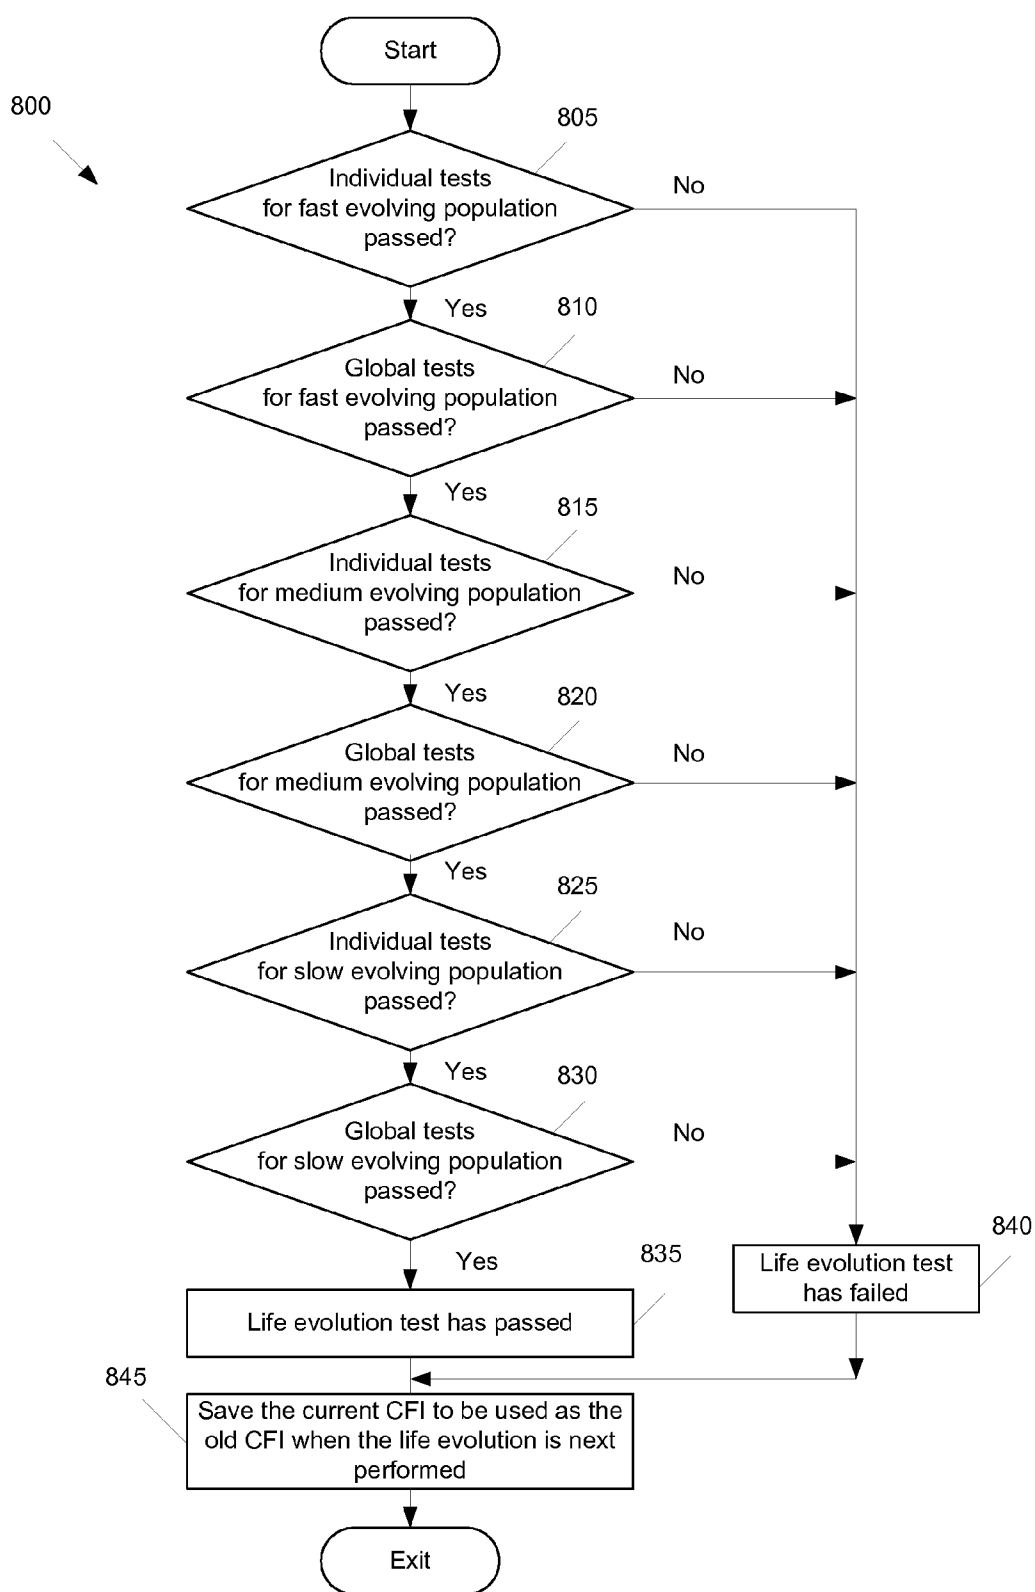 Start
800
805
Individual tests
for fast evolving population
passed?
No
Yes
810
Global tests
for fast evolving population
passed?
No
Yes
815
Individual tests
for medium evolving population
passed?
No
Yes
820
Global tests
for medium evolving population
passed?
No
Yes
825
Individual tests
for slow evolving population
passed?
No
Yes
830
Global tests
for slow evolving population
passed?
No
Yes
835
Life evolution test has passed
840
Life evolution test
has failed
845
Save the current CFI to be used as the
old CFI when the life evolution is next
performed
Exit